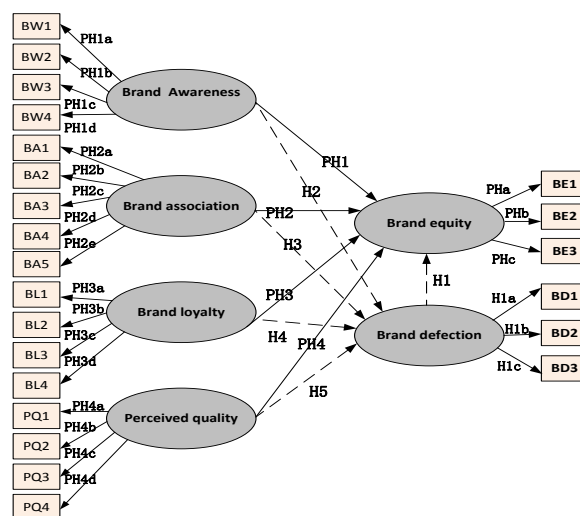 BW1
PH1a
BW2
PH1b
BW3
PH1c
BW4
PH1d
Brand Awareness
BA1
PH2a
BA2
PH2b
BA3
PH2c
BA4
PH2d
BA5
PH2e
Brand association
BL1
PH3a
BL2
PH3b
BL3
PH3c
BL4
PH3d
Brand loyalty
PQ1
PH4a
PQ2
PH4b
PQ3
PH4c
PQ4
PH4d
Perceived quality
PH1
H2
PH2
H3
PH3
H4
PH4
H5
H1
Brand equity
PHa
BE1
PHb
BE2
PHc
BE3
Brand defection
H1a
BD1
H1b
BD2
H1c
BD3